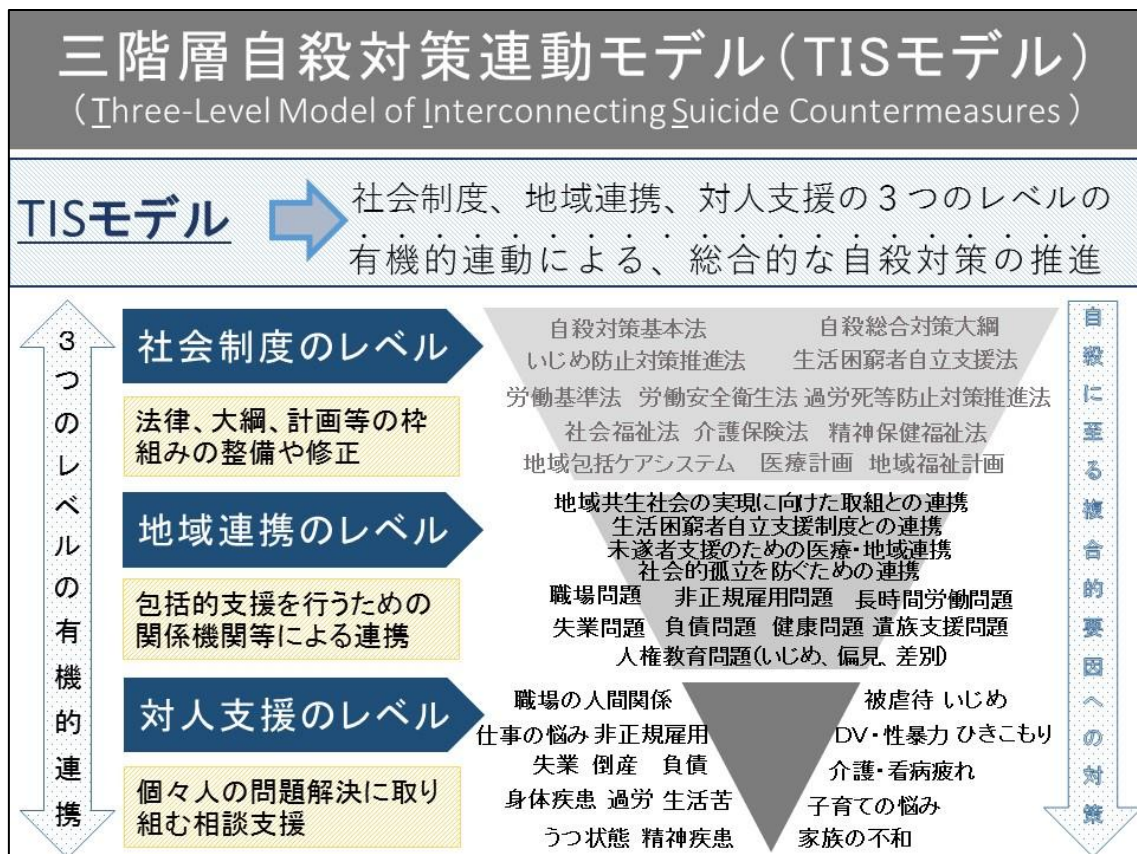 三階層自殺対策連動モデル（TISモデル）
（Three-Level Model of Interconnecting Suicide Countermeasures）
TISモデル
社会制度、地域連携、対人支援の３つのレベルの
有機的連動による、総合的な自殺対策の推進
３つのレベルの有機的連携
社会制度のレベル
法律、大綱、計画等の枠
組みの整備や修正
自殺対策基本法 自殺総合対策大綱
いじめ防止対策推進法 生活困窮者自立支援法
労働基準法 労働安全衛生法 過労死等防止対策推進法
社会福祉法 介護保険法 精神保健福祉法
地域包括ケアシステム 医療計画 地域福祉計画
地域連携のレベル
包括的支援を行うための
関係機関等による連携
地域共生社会の実現に向けた取組との連携
生活困窮者自立支援制度との連携
未遂者支援のための医療・地域連携
社会的孤立を防ぐための連携
職場問題 非正規雇用問題 長時間労働問題
失業問題 負債問題 健康問題 遺族支援問題
人権教育問題(いじめ、偏見、差別)
対人支援のレベル
個々人の問題解決に取り
組む相談支援
職場の人間関係 被虐待 いじめ
仕事の悩み 非正規雇用 DV・性暴力 ひきこもり
失業 倒産 負債 介護・看病疲れ
身体疾患 過労 生活苦 子育ての悩み
うつ状態 精神疾患 家族の不和
自殺に至る複合的要因への対策